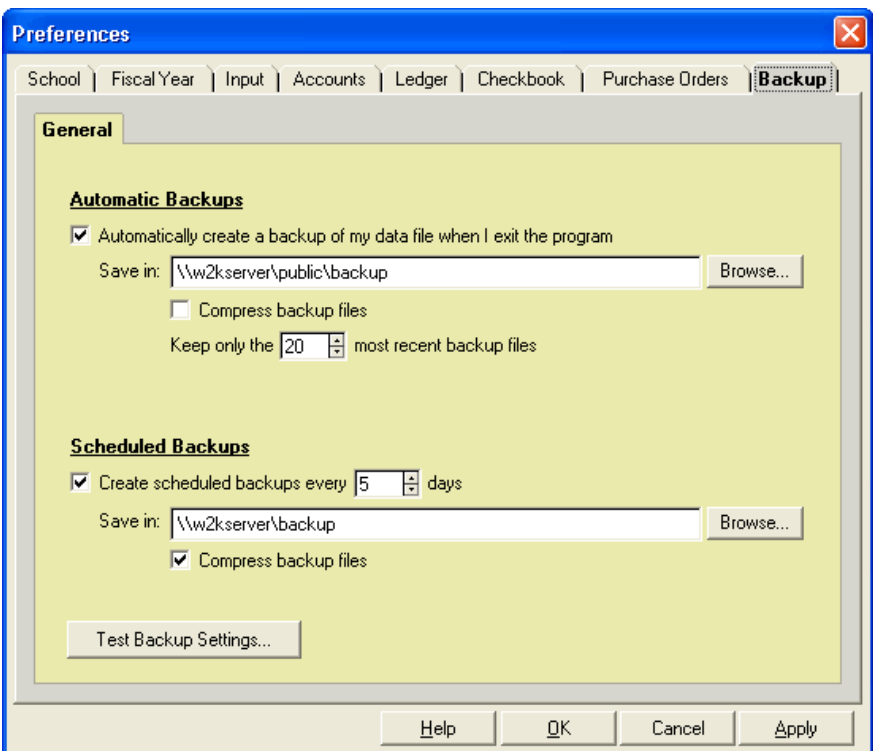 Preferences
School Fiscal Year Input Accounts Ledger Checkbook Purchase Orders Backup
General
Automatic Backups
Automatically create a backup of my data file when I exit the program
Save in: \\w2kserver\public\backup Browse...
Compress backup files
Keep only the 20 most recent backup files
Scheduled Backups
Create scheduled backups every 5 days
Save in: \\w2kserver\backup Browse...
Compress backup files
Test Backup Settings...
Help OK Cancel Apply